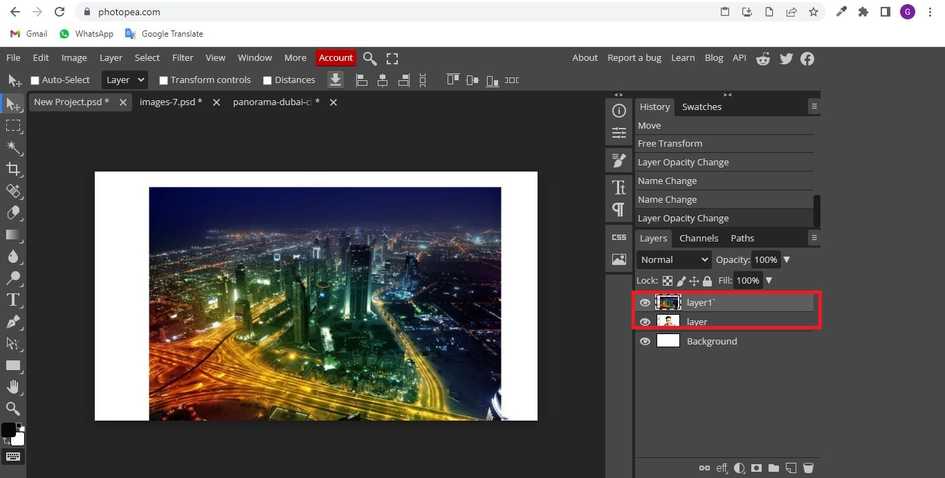 photopea.com
G
Gmail
WhatsApp
Google Translate
File Edit Image Layer Select Filter View Window More Account
About Report a bug Learn Blog API
Auto-Select Layer Transform controls Distances
New Project.psd * images-7.psd * panorama-dubai-c *
History Swatches
Move
Free Transform
Layer Opacity Change
Name Change
Name Change
Layer Opacity Change
CSS
Layers Channels Paths
Normal Opacity: 100%
Lock: Fill: 100%
layer1`
layer
Background
eff